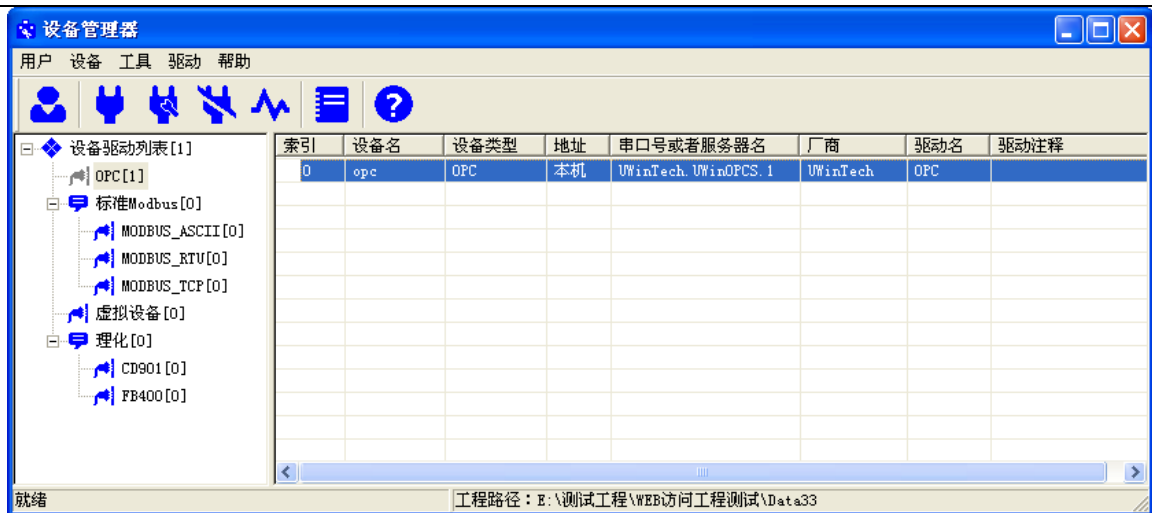 设备管理器
用户 设备 工具 驱动 帮助
设备驱动列表[1]
OPC[1]
标准Modbus[0]
MODBUS_ASCII[0]
MODBUS_RTU[0]
MODBUS_TCP[0]
虚拟设备[0]
理化[0]
CD901[0]
FB400[0]
索引 设备名 设备类型 地址 串口号或者服务器名 厂商 驱动名 驱动注释
0 opc OPC 本机 UWinTech.UWinOPCS.1 UWinTech OPC
就绪 工程路径：E:\测试工程\WEB访问工程测试\Data33